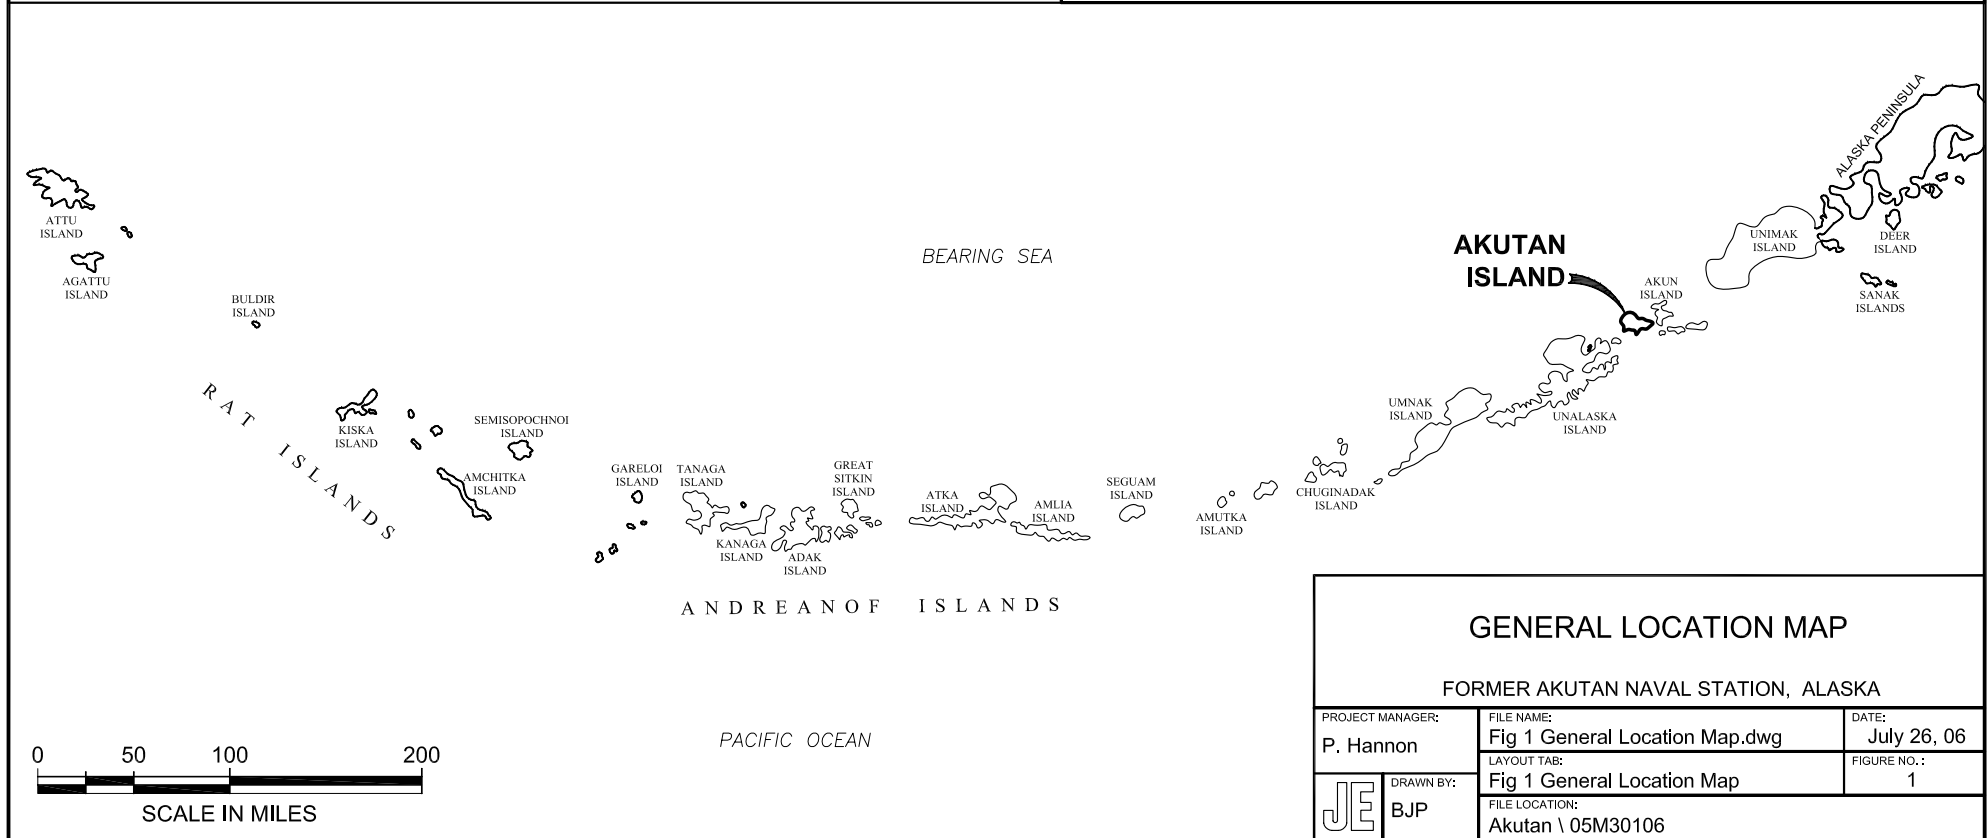 ALASKA PENINSULA
ATTU
ISLAND
AGATTU
ISLAND
BULDIR
ISLAND
RAT ISLANDS
KISKA
ISLAND
SEMISOPOCHNOI
ISLAND
AMCHITKA
ISLAND
GARELOI
ISLAND
TANAGA
ISLAND
KANAGA
ISLAND
ADAK
ISLAND
GREAT
SITKIN
ISLAND
ATKA
ISLAND
AMLIA
ISLAND
SEGUAM
ISLAND
AMUTKA
ISLAND
CHUGINADAK
ISLAND
UMNAK
ISLAND
UNALASKA
ISLAND
AKUTAN
ISLAND
AKUN
ISLAND
UNIMAK
ISLAND
DEER
ISLAND
SANAK
ISLANDS
BEARING SEA
ANDREANOF ISLANDS
PACIFIC OCEAN
0 50 100 200
SCALE IN MILES
GENERAL LOCATION MAP
FORMER AKUTAN NAVAL STATION, ALASKA
PROJECT MANAGER:
P. Hannon
FILE NAME:
Fig 1 General Location Map.dwg
DATE:
July 26, 06
LAYOUT TAB:
Fig 1 General Location Map
FIGURE NO.:
1
JE
DRAWN BY:
BJP
FILE LOCATION:
Akutan \ 05M30106